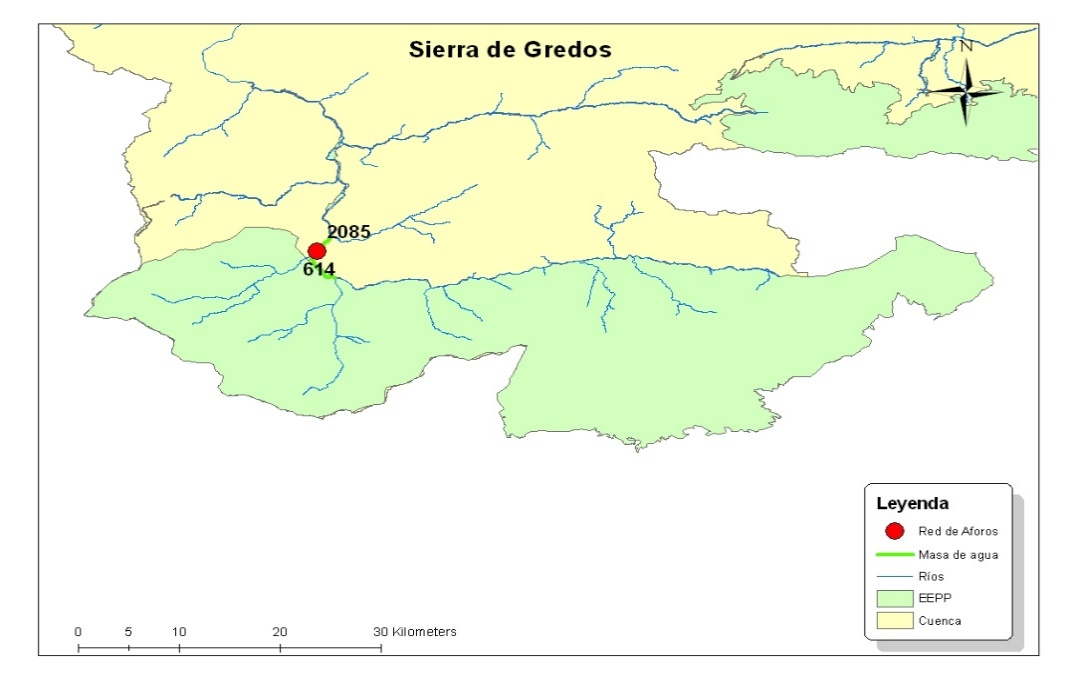 Sierra de Gredos
N
2085
614
Leyenda
Red de Aforos
Masa de agua
Ríos
EEPP
Cuenca
0 5 10 20 30 Kilometers